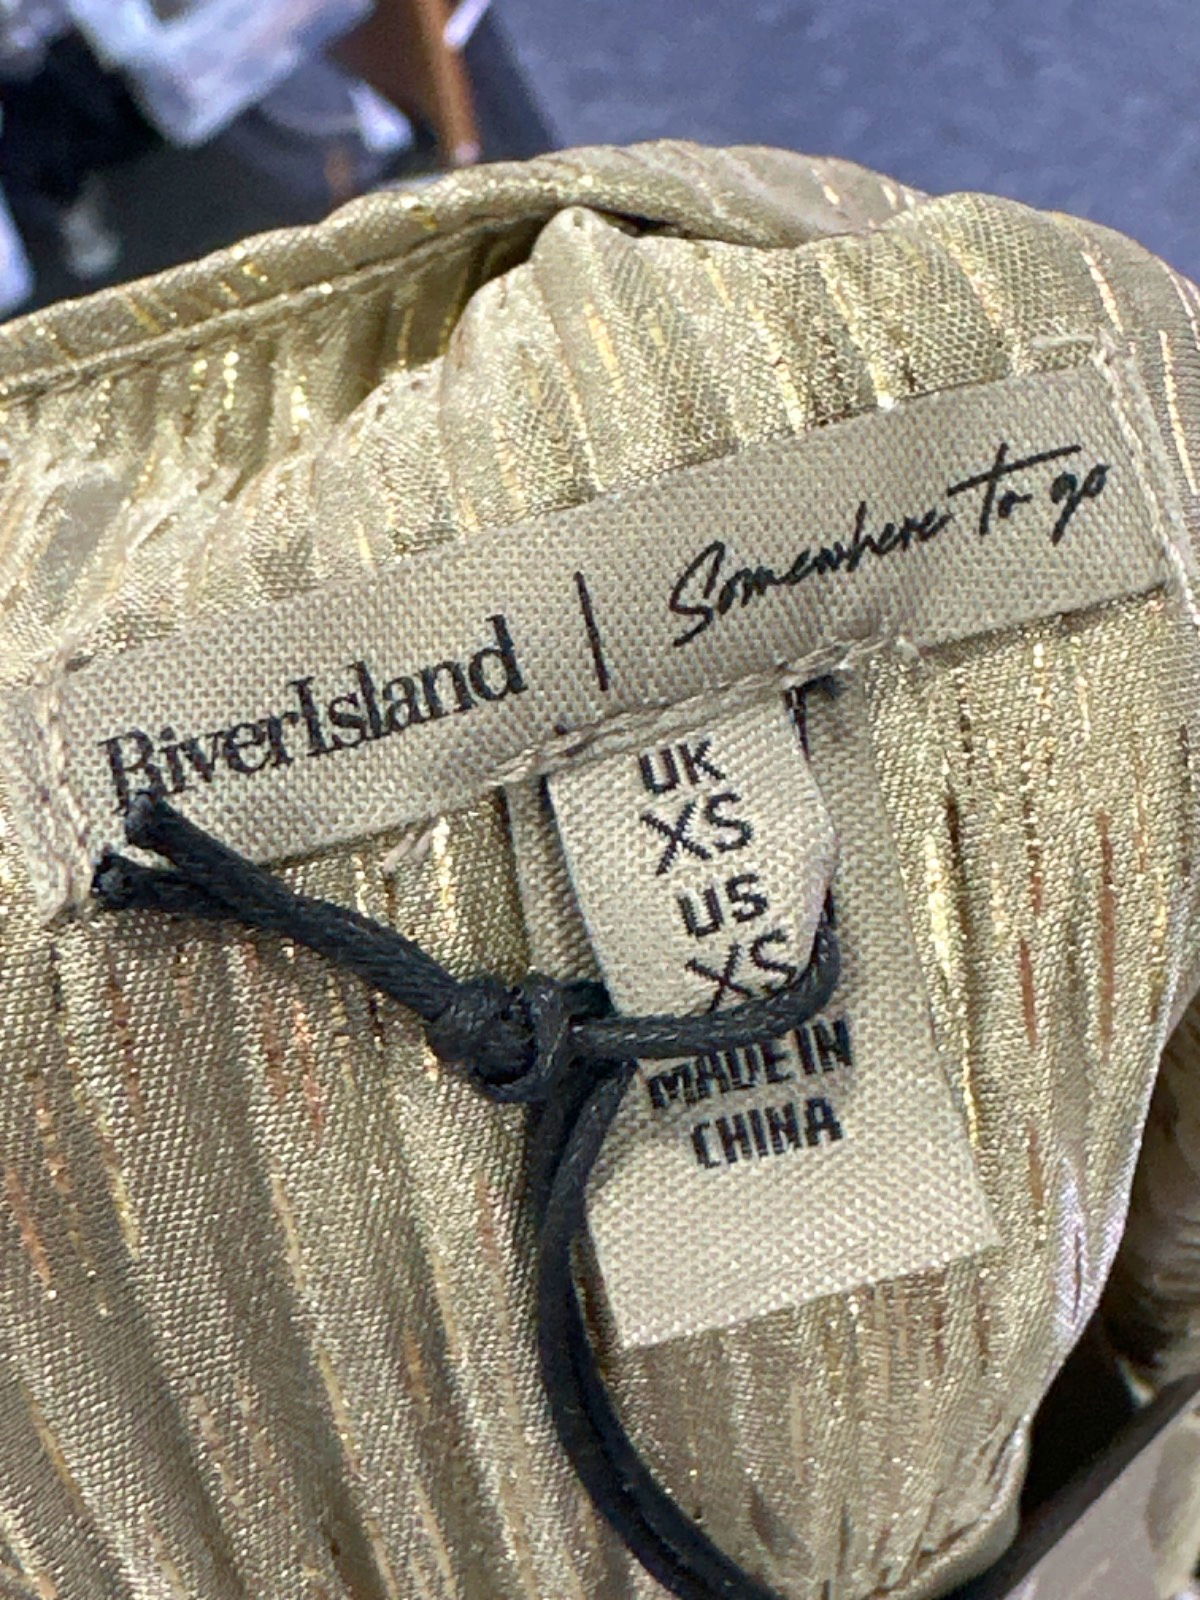 RiverIsland | Somewhere To go
UK
XS
US
XS
MADE IN
CHINA